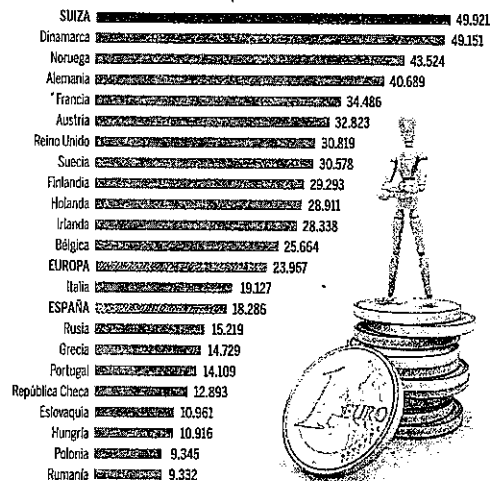 SUIZA 49.921
Dinamarca 49.151
Noruega 43.524
Alemania 40.689
Francia 34.486
Austria 32.823
Reino Unido 30.819
Suecia 30.578
Finlandia 29.293
Holanda 28.911
Irlanda 28.338
Bélgica 25.664
EUROPA 23.967
Italia 19.127
ESPAÑA 18.286
Rusia 15.219
Grecia 14.729
Portugal 14.109
República Checa 12.893
Eslovaquia 10.961
Hungría 10.916
Polonia 9.345
Rumanía 9.332
1 EURO